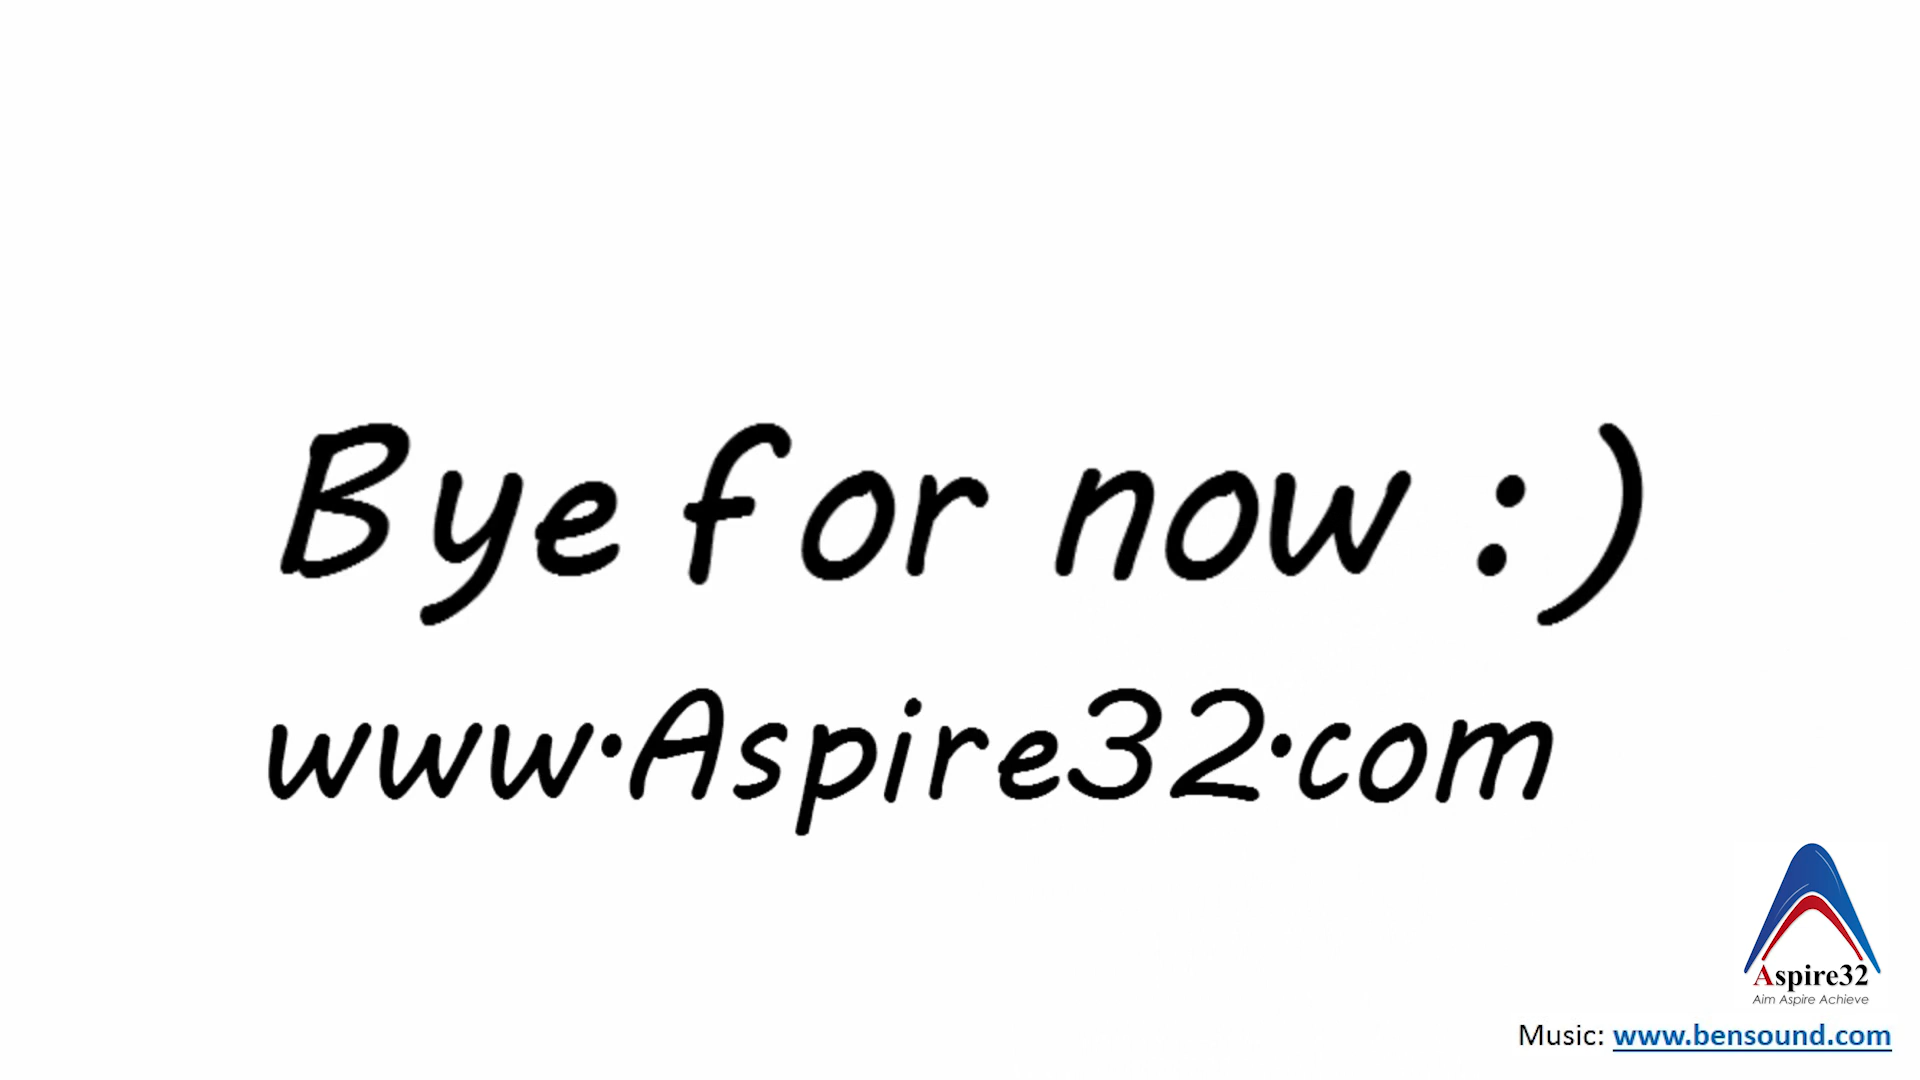 Bye for now :)
www.Aspire32.com
Aspire32
Aim Aspire Achieve
Music: www.bensound.com